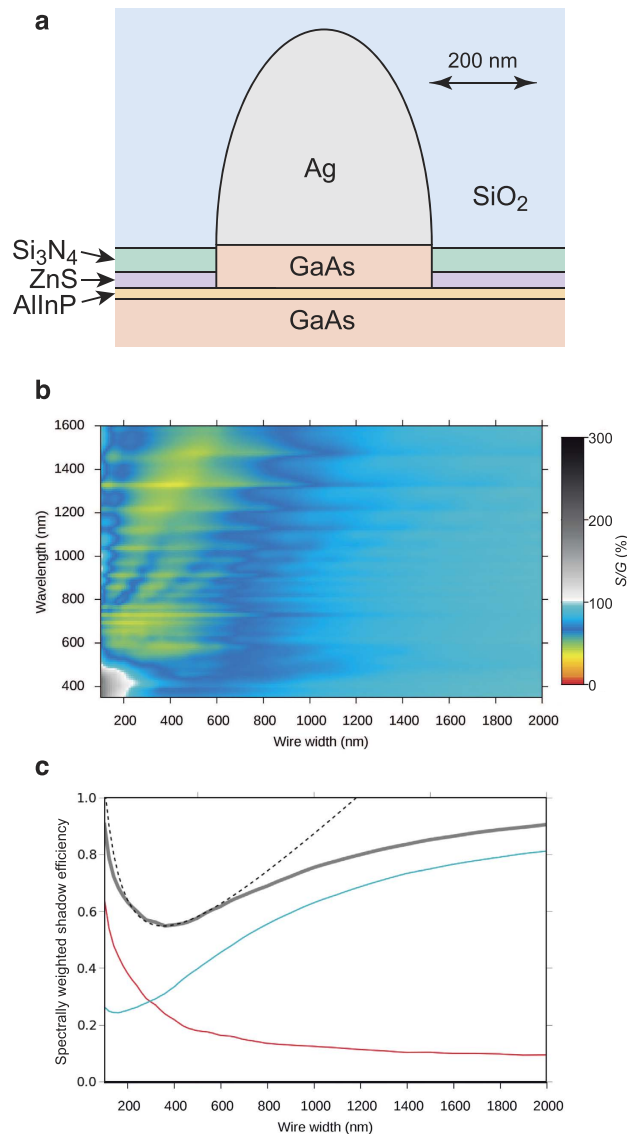 a
200 nm
Ag
SiO2
Si3N4
GaAs
ZnS
AlInP
GaAs
b
1600
1400
1200
1000
800
600
400
Wavelength (nm)
200 400 600 800 1000 1200 1400 1600 1800 2000
Wire width (nm)
300
200
100
0
S/G (%)
c
1.0
0.8
0.6
0.4
0.2
0.0
Spectrally weighted shadow efficiency
200 400 600 800 1000 1200 1400 1600 1800 2000
Wire width (nm)